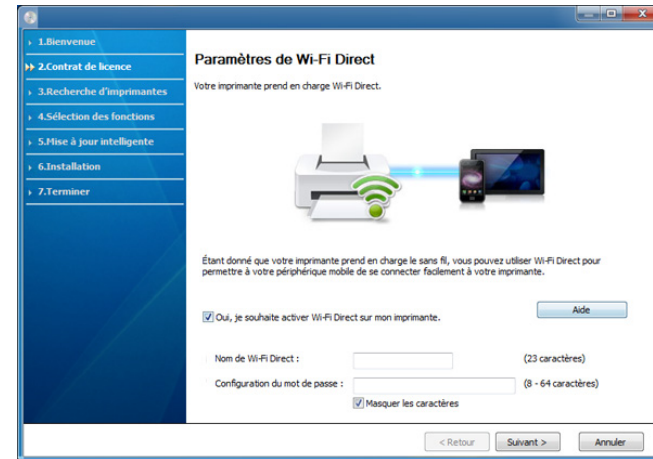 1.Bienvenue
2.Contrat de licence
3.Recherche d'imprimantes
4.Sélection des fonctions
5.Mise à jour intelligente
6.Installation
7.Terminer
Paramètres de Wi-Fi Direct
Votre imprimante prend en charge Wi-Fi Direct.
Étant donné que votre imprimante prend en charge le sans fil, vous pouvez utiliser Wi-Fi Direct pour
permettre à votre périphérique mobile de se connecter facilement à votre imprimante.
Aide
Oui, je souhaite activer Wi-Fi Direct sur mon imprimante.
Nom de Wi-Fi Direct : (23 caractères)
Configuration du mot de passe : (8 - 64 caractères)
Masquer les caractères
< Retour Suivant > Annuler